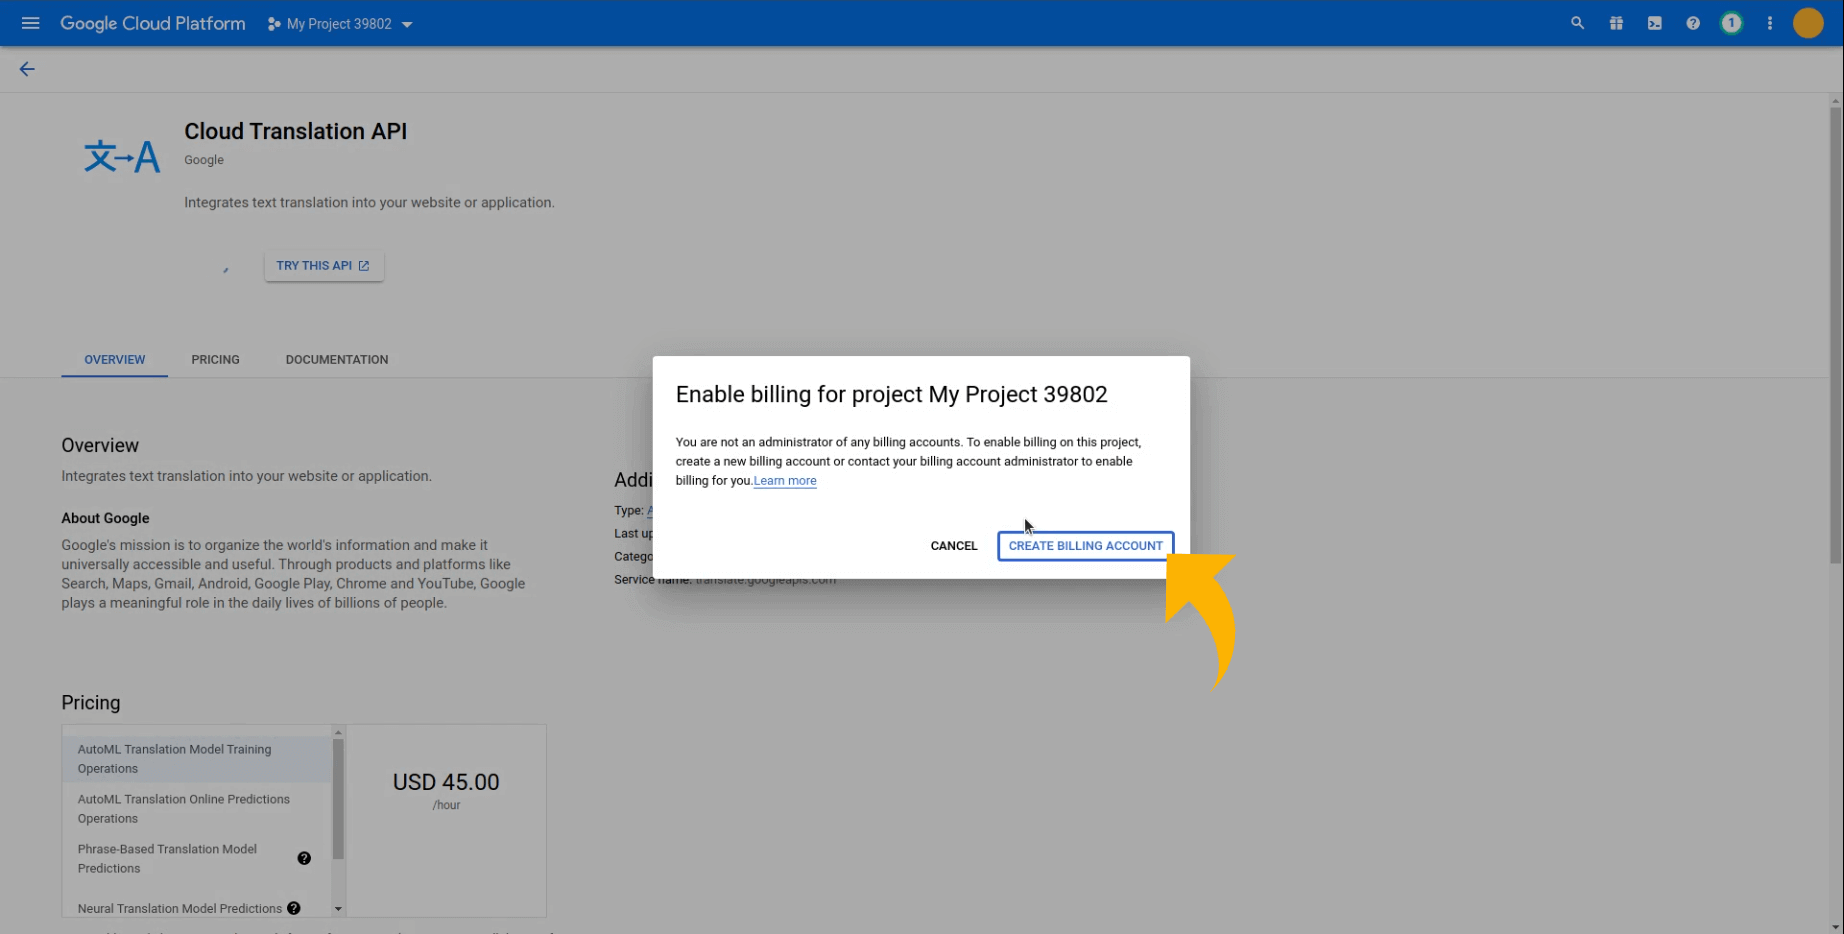 Google Cloud Platform
My Project 39802
1
Cloud Translation API
Google
文→A
Integrates text translation into your website or application.
TRY THIS API
OVERVIEW
PRICING
DOCUMENTATION
Enable billing for project My Project 39802
You are not an administrator of any billing accounts. To enable billing on this project,
create a new billing account or contact your billing account administrator to enable
billing for you.Learn more
CANCEL
CREATE BILLING ACCOUNT
Overview
Integrates text translation into your website or application.
About Google
Google's mission is to organize the world's information and make it
universally accessible and useful. Through products and platforms like
Search, Maps, Gmail, Android, Google Play, Chrome and YouTube, Google
plays a meaningful role in the daily lives of billions of people.
Addi
Type: A
Last up
Catego
Service name: translate.googleapis.com
Pricing
AutoML Translation Model Training
Operations
AutoML Translation Online Predictions
Operations
Phrase-Based Translation Model
Predictions
Neural Translation Model Predictions
USD 45.00
/hour